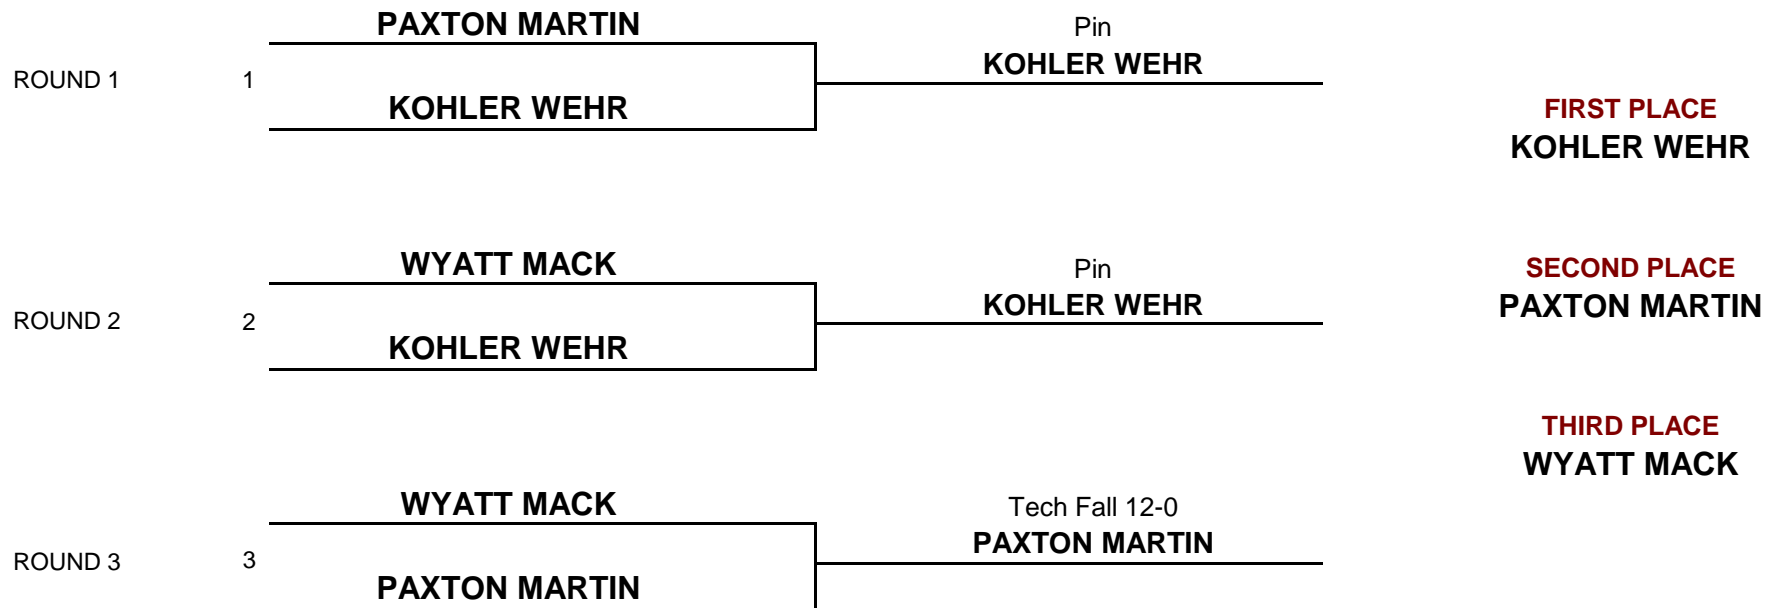 PAXTON MARTIN
Pin
KOHLER WEHR
ROUND 1
1
KOHLER WEHR
FIRST PLACE
KOHLER WEHR
WYATT MACK
Pin
KOHLER WEHR
SECOND PLACE
PAXTON MARTIN
ROUND 2
2
KOHLER WEHR
THIRD PLACE
WYATT MACK
WYATT MACK
Tech Fall 12-0
PAXTON MARTIN
ROUND 3
3
PAXTON MARTIN